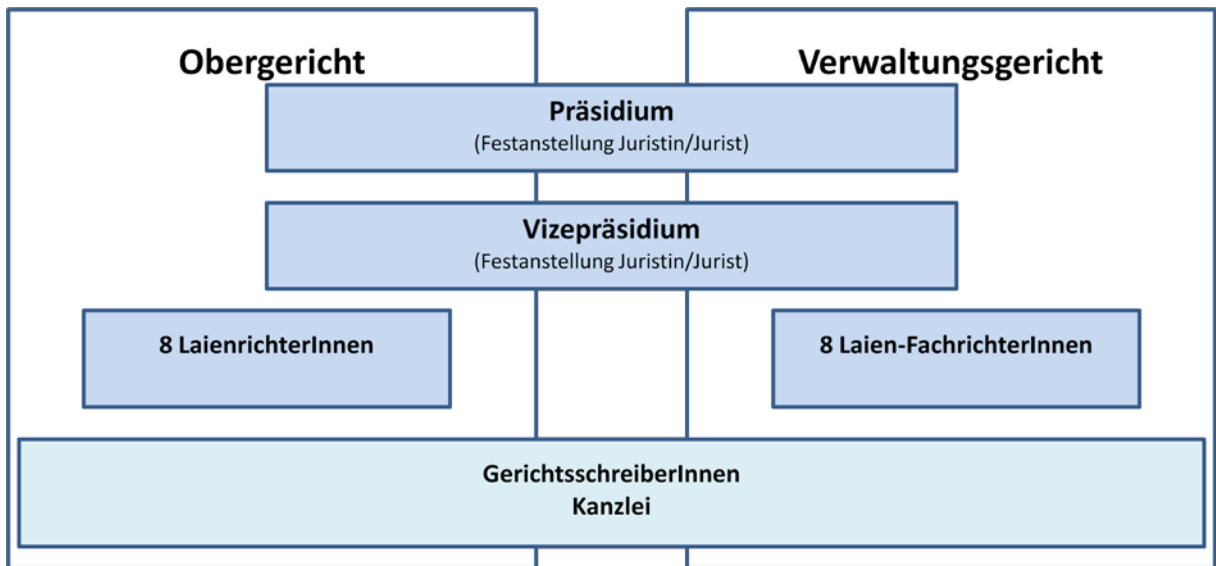 Obergericht
Verwaltungsgericht
Präsidium
(Festanstellung Juristin/Jurist)
Vizepräsidium
(Festanstellung Juristin/Jurist)
8 LaienrichterInnen
8 Laien-FachrichterInnen
GerichtsschreiberInnen
Kanzlei